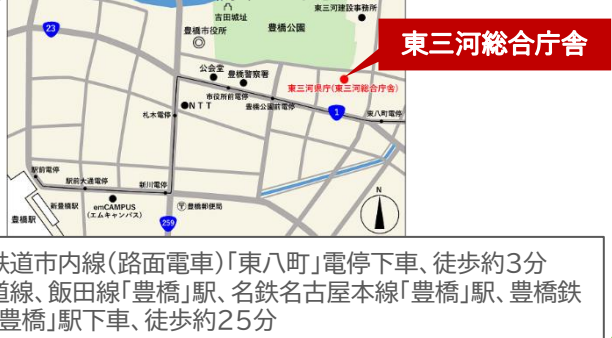 東三河建設事務所
吉田城址
23
豊橋市役所
豊橋公園
東三河総合庁舎
公会堂
豊橋警察署
東三河県庁(東三河総合庁舎)
市役所前電停
NTT
豊橋公園前電停
1
札木電停
東八町電停
駅前電停
駅前大通電停
新川電停
N
新豊橋駅
emCAMPUS
(エムキャンパス)
豊橋郵便局
豊橋駅
259
鉄道市内線(路面電車)「東八町」電停下車、徒歩約3分
道線、飯田線「豊橋」駅、名鉄名古屋本線「豊橋」駅、豊橋鉄
豊橋」駅下車、徒歩約25分